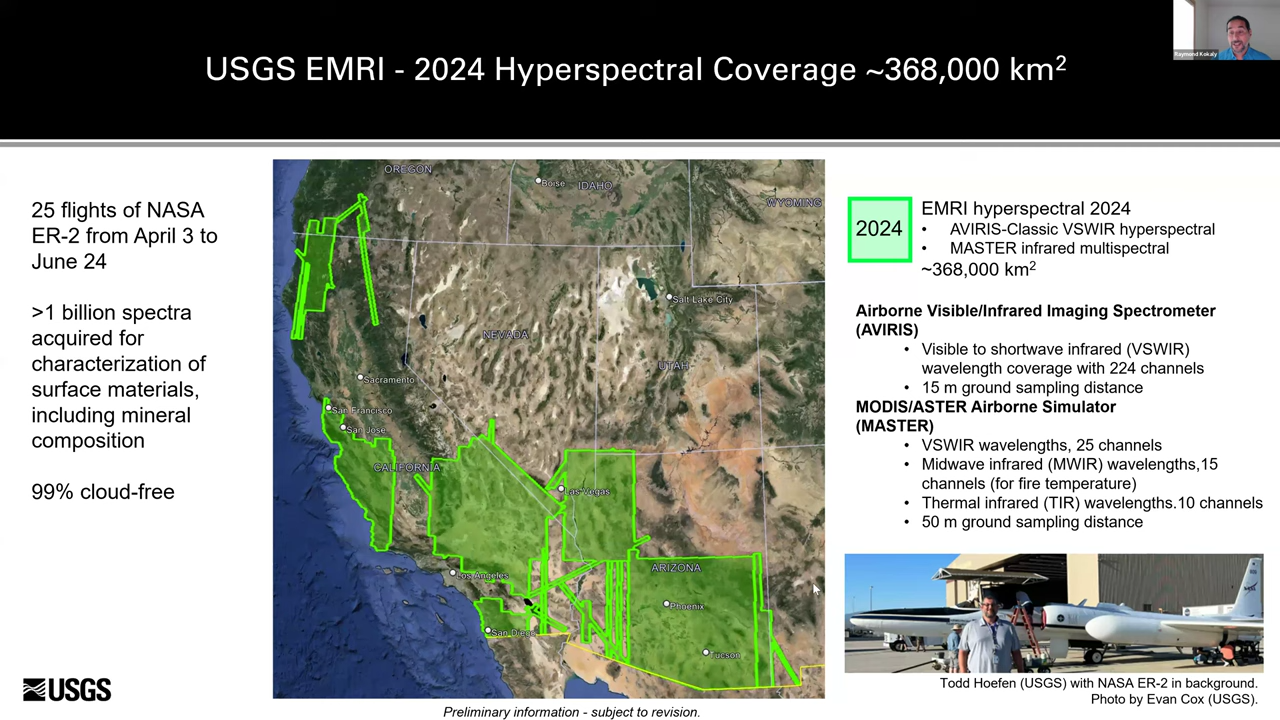 USGS EMRI - 2024 Hyperspectral Coverage ~368,000 km²
Raymond Kokaly
25 flights of NASA
ER-2 from April 3 to
June 24
>1 billion spectra
acquired for
characterization of
surface materials,
including mineral
composition
99% cloud-free
USGS
OREGON
Boise
IDAHO
WYOMING
Salt Lake City
NEVADA
UTAH
Sacramento
San Francisco
San Jose
CALIFORNIA
Las Vegas
Los Angeles
ARIZONA
Phoenix
San Diego
Tucson
Preliminary information - subject to revision.
2024
EMRI hyperspectral 2024
• AVIRIS-Classic VSWIR hyperspectral
• MASTER infrared multispectral
~368,000 km²
Airborne Visible/Infrared Imaging Spectrometer
(AVIRIS)
• Visible to shortwave infrared (VSWIR)
wavelength coverage with 224 channels
• 15 m ground sampling distance
MODIS/ASTER Airborne Simulator
(MASTER)
• VSWIR wavelengths, 25 channels
• Midwave infrared (MWIR) wavelengths,15
channels (for fire temperature)
• Thermal infrared (TIR) wavelengths.10 channels
• 50 m ground sampling distance
NASA
Todd Hoefen (USGS) with NASA ER-2 in background.
Photo by Evan Cox (USGS).